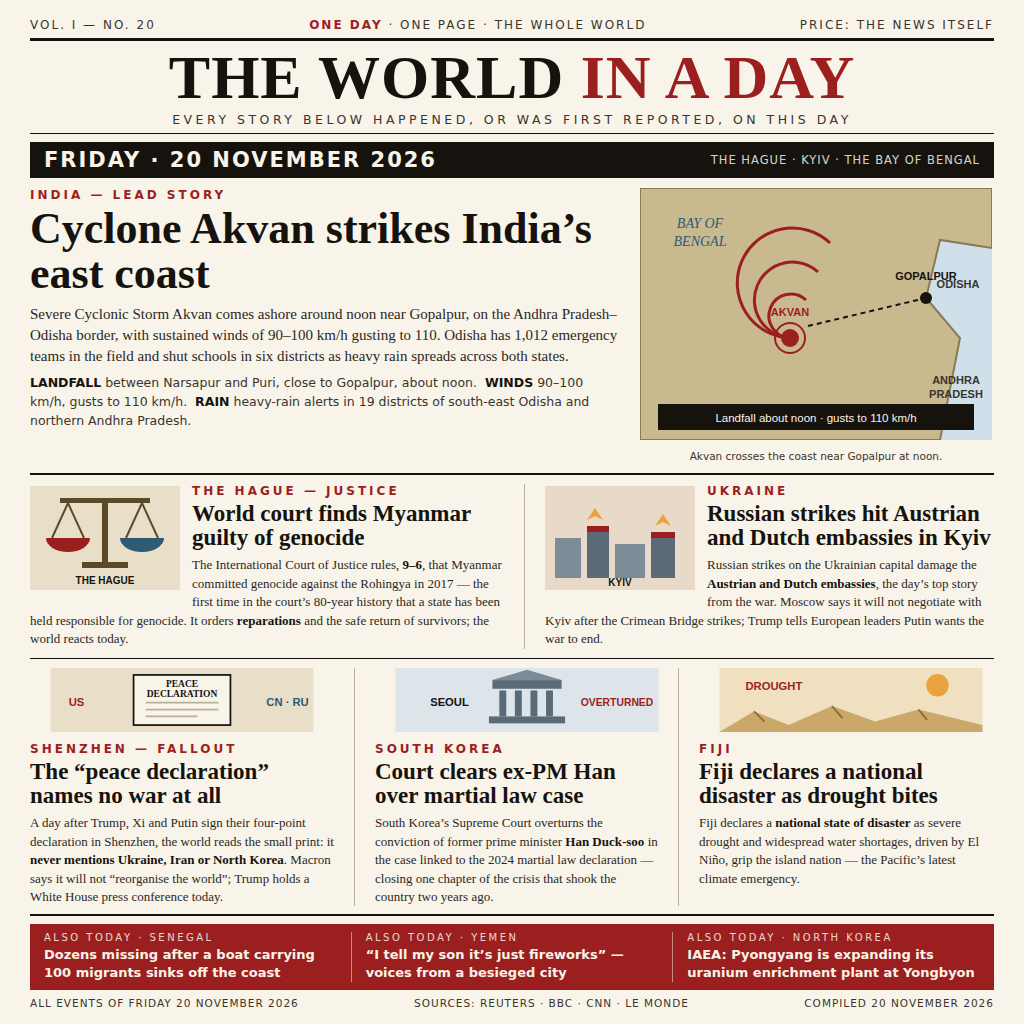 VOL. I — NO. 20
ONE DAY · ONE PAGE · THE WHOLE WORLD
PRICE: THE NEWS ITSELF
THE WORLD IN A DAY
EVERY STORY BELOW HAPPENED, OR WAS FIRST REPORTED, ON THIS DAY
FRIDAY · 20 NOVEMBER 2026
THE HAGUE · KYIV · THE BAY OF BENGAL
INDIA — LEAD STORY
Cyclone Akvan strikes India’s
east coast
Severe Cyclonic Storm Akvan comes ashore around noon near Gopalpur, on the Andhra Pradesh–
Odisha border, with sustained winds of 90–100 km/h gusting to 110. Odisha has 1,012 emergency
teams in the field and shut schools in six districts as heavy rain spreads across both states.
LANDFALL between Narsapur and Puri, close to Gopalpur, about noon. WINDS 90–100
km/h, gusts to 110 km/h. RAIN heavy-rain alerts in 19 districts of south-east Odisha and
northern Andhra Pradesh.
BAY OF
BENGAL
GOPALPUR
ODISHA
AKVAN
ANDHRA
PRADESH
Landfall about noon · gusts to 110 km/h
Akvan crosses the coast near Gopalpur at noon.
THE HAGUE
THE HAGUE — JUSTICE
World court finds Myanmar
guilty of genocide
The International Court of Justice rules, 9–6, that Myanmar
committed genocide against the Rohingya in 2017 — the
first time in the court’s 80-year history that a state has been
held responsible for genocide. It orders reparations and the safe return of survivors; the
world reacts today.
KYIV
UKRAINE
Russian strikes hit Austrian
and Dutch embassies in Kyiv
Russian strikes on the Ukrainian capital damage the
Austrian and Dutch embassies, the day’s top story
from the war. Moscow says it will not negotiate with
Kyiv after the Crimean Bridge strikes; Trump tells European leaders Putin wants the
war to end.
US
PEACE
DECLARATION
CN · RU
SHENZHEN — FALLOUT
The “peace declaration”
names no war at all
A day after Trump, Xi and Putin sign their four-point
declaration in Shenzhen, the world reads the small print: it
never mentions Ukraine, Iran or North Korea. Macron
says it will not “reorganise the world”; Trump holds a
White House press conference today.
SEOUL
OVERTURNED
SOUTH KOREA
Court clears ex-PM Han
over martial law case
South Korea’s Supreme Court overturns the
conviction of former prime minister Han Duck-soo in
the case linked to the 2024 martial law declaration —
closing one chapter of the crisis that shook the
country two years ago.
DROUGHT
FIJI
Fiji declares a national
disaster as drought bites
Fiji declares a national state of disaster as severe
drought and widespread water shortages, driven by El
Niño, grip the island nation — the Pacific’s latest
climate emergency.
ALSO TODAY · SENEGAL
Dozens missing after a boat carrying
100 migrants sinks off the coast
ALSO TODAY · YEMEN
“I tell my son it’s just fireworks” —
voices from a besieged city
ALSO TODAY · NORTH KOREA
IAEA: Pyongyang is expanding its
uranium enrichment plant at Yongbyon
ALL EVENTS OF FRIDAY 20 NOVEMBER 2026
SOURCES: REUTERS · BBC · CNN · LE MONDE
COMPILED 20 NOVEMBER 2026